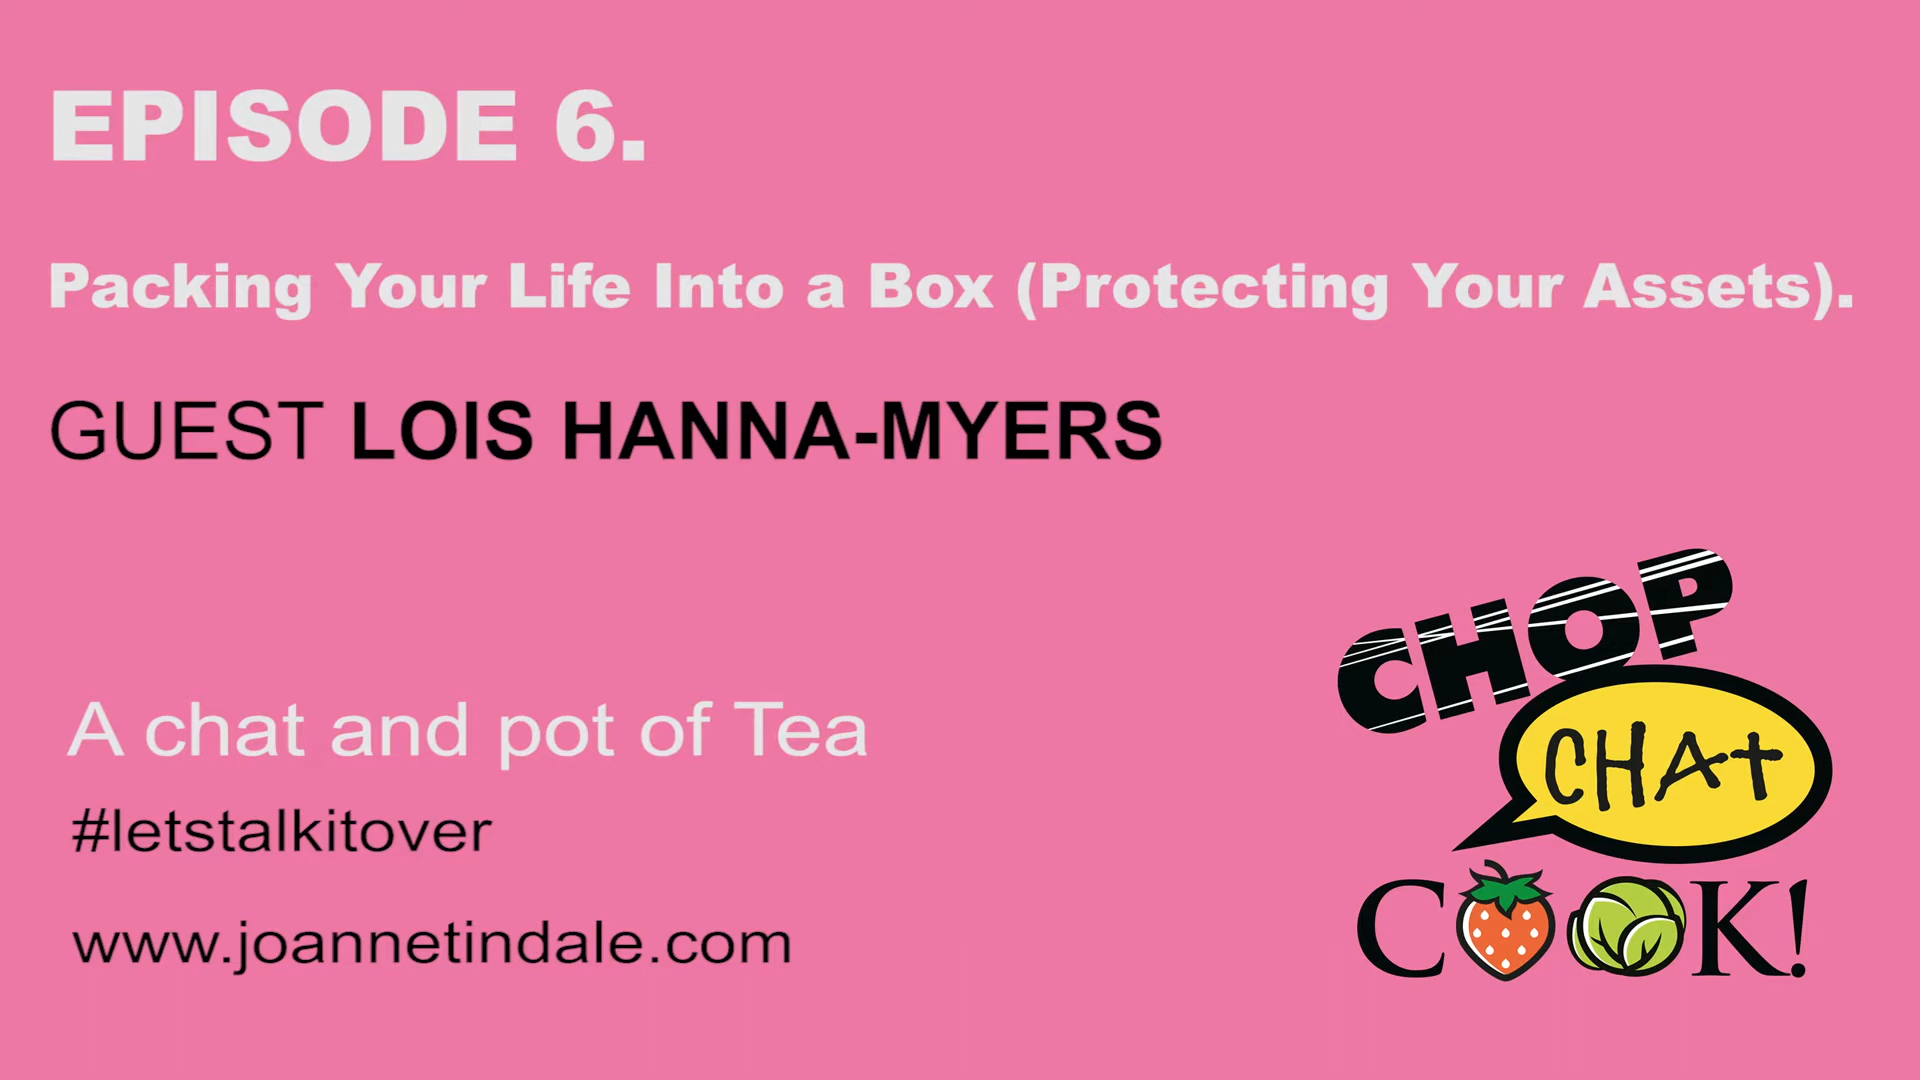 EPISODE 6.
Packing Your Life Into a Box (Protecting Your Assets).
GUEST LOIS HANNA-MYERS
A chat and pot of Tea
#letstalkitover
www.joannetindale.com
CHOP
CHAt
COOK!